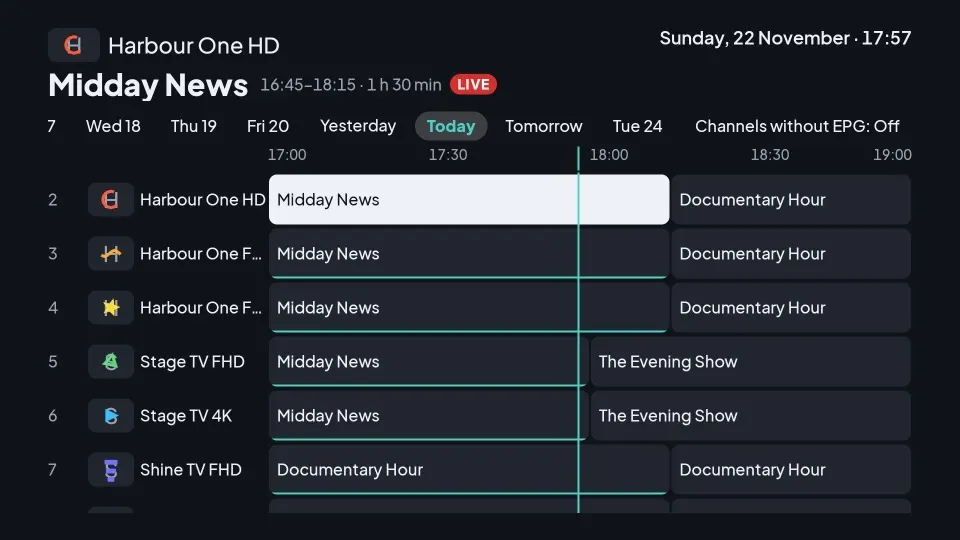 Harbour One HD
Sunday, 22 November · 17:57
Midday News 16:45–18:15 · 1 h 30 min LIVE
7 Wed 18 Thu 19 Fri 20 Yesterday Today Tomorrow Tue 24 Channels without EPG: Off
17:00 17:30 18:00 18:30 19:00
2 Harbour One HD Midday News Documentary Hour
3 Harbour One F... Midday News Documentary Hour
4 Harbour One F... Midday News Documentary Hour
5 Stage TV FHD Midday News The Evening Show
6 Stage TV 4K Midday News The Evening Show
7 Shine TV FHD Documentary Hour Documentary Hour